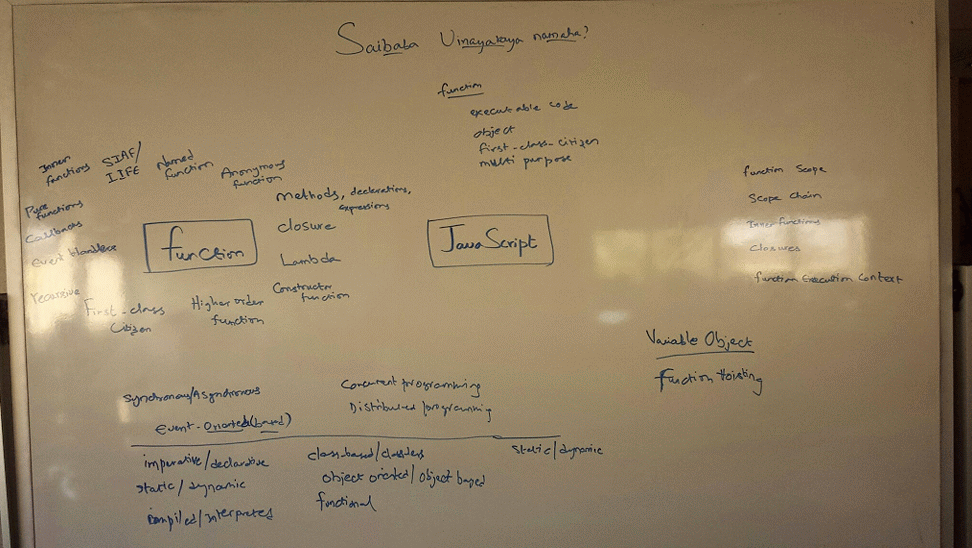 Saibaba Vinayakaya namaha?
function
executable code
object
first-class-citizen
multi purpose
Inner
functions
SIAF/
IIFE
Named
function
Anonymous
function
Pure
functions
Callbacks
Event Handlers
recursive
First-class
Citizen
Higher order
function
Constructor
function
Lambda
closure
methods, declarations,
expressions
function
JavaScript
function Scope
Scope Chain
Inner functions
Closures
function Execution Context
Variable Object
Function Hoisting
Concurrent programming
Distributed programming
event-Oriented(based)
imperative/declarative
static/dynamic
compiled/interpreted
class based/classless
object oriented/object based
functional
static/dynamic